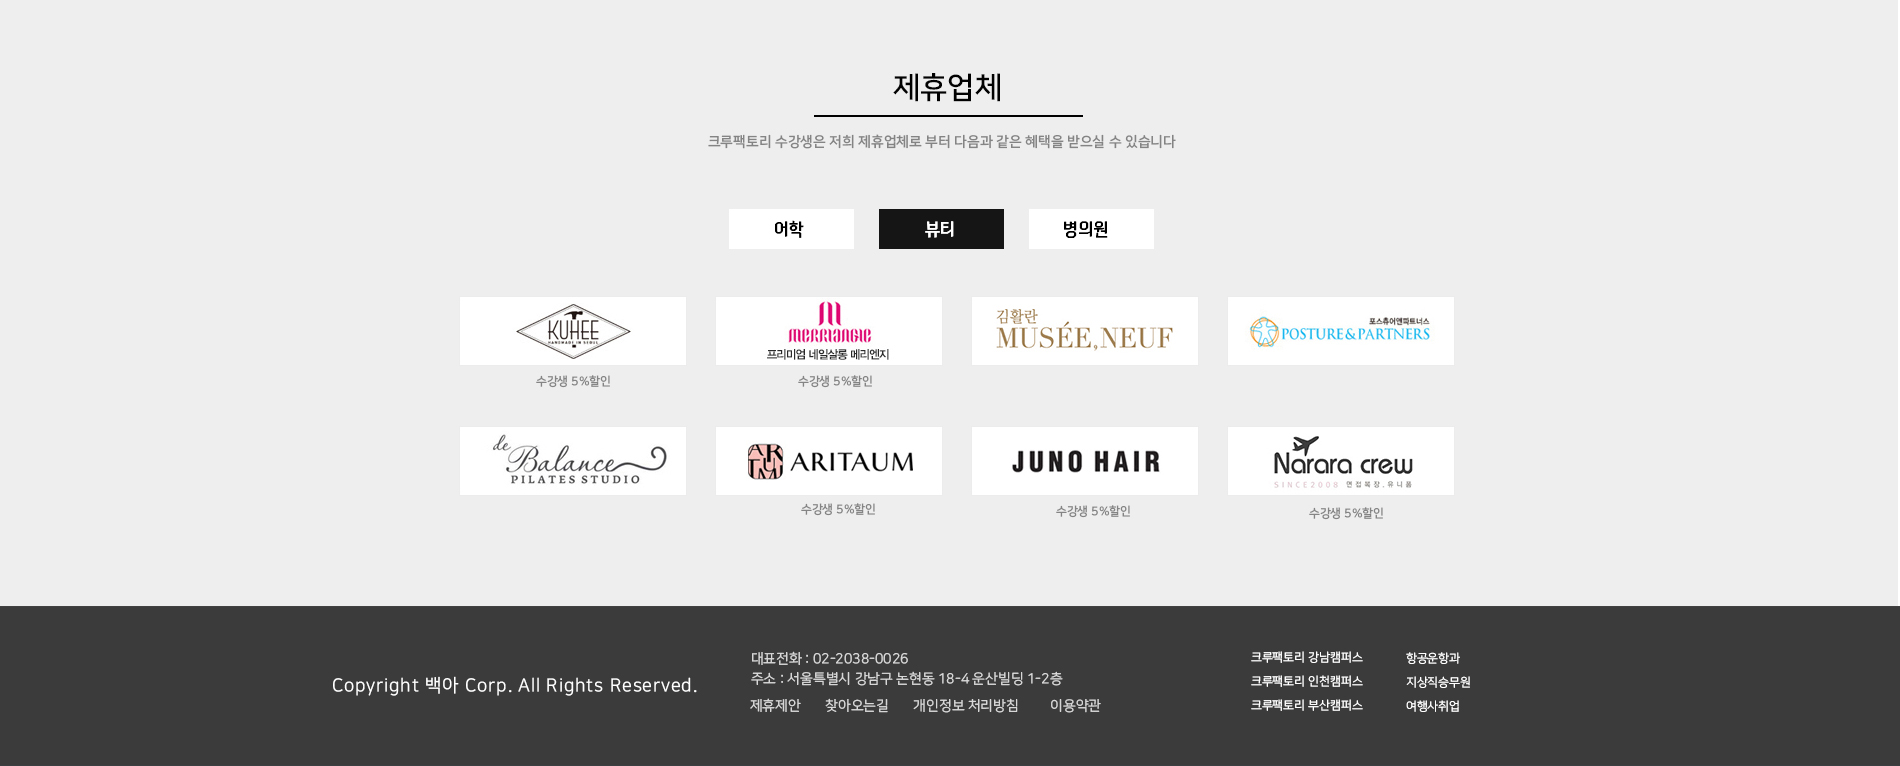 제휴업체
크루팩토리 수강생은 저희 제휴업체로 부터 다음과 같은 혜택을 받으실 수 있습니다
어학 뷰티 병의원
KUHEE
HANDMADE IN SEOUL
수강생 5%할인
merriangie
프리미엄 네일살롱 메리엔지
수강생 5%할인
김활란
MUSÉE,NEUF
포스츄어앤파트너스
POSTURE&PARTNERS
de Balance
PILATES STUDIO
ARTUM
ARITAUM
수강생 5%할인
JUNO HAIR
수강생 5%할인
Narara crew
SINCE2008 면접복장.유니폼
수강생 5%할인
Copyright 백아 Corp. All Rights Reserved.
대표전화 : 02-2038-0026
주소 : 서울특별시 강남구 논현동 18-4 운산빌딩 1-2층
제휴제안 찾아오는길 개인정보 처리방침 이용약관
크루팩토리 강남캠퍼스 항공운항과
크루팩토리 인천캠퍼스 지상직승무원
크루팩토리 부산캠퍼스 여행사취업